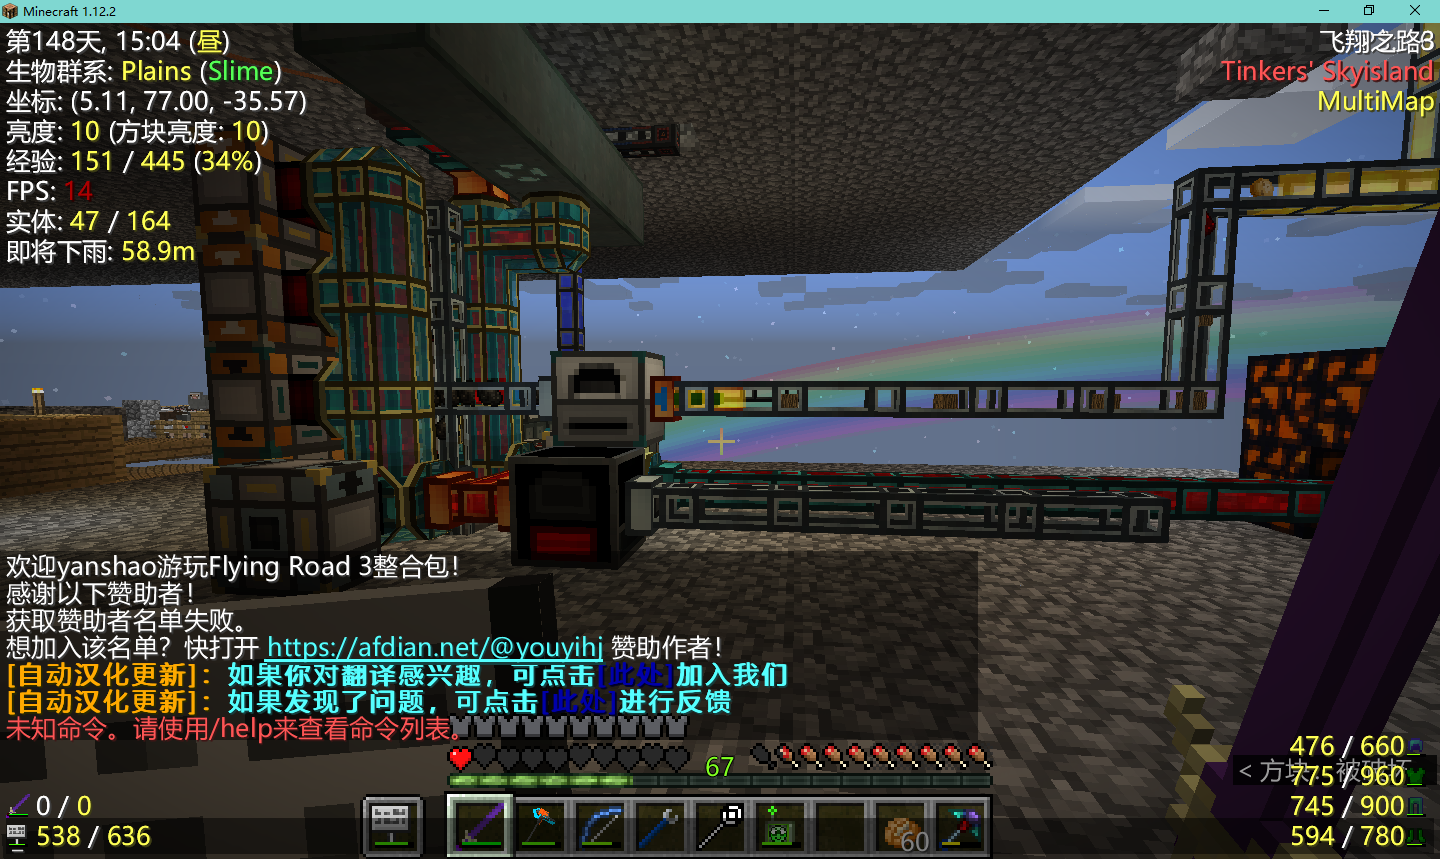 Minecraft 1.12.2
第148天, 15:04 (昼)
生物群系: Plains (Slime)
坐标: (5.11, 77.00, -35.57)
亮度: 10 (方块亮度: 10)
经验: 151 / 445 (34%)
FPS: 14
实体: 47 / 164
即将下雨: 58.9m
飞翔之路3
Tinkers' Skyisland
MultiMap
欢迎yanshao游玩Flying Road 3整合包！
感谢以下赞助者！
获取赞助者名单失败。
想加入该名单？快打开 https://afdian.net/@youyihj 赞助作者！
[自动汉化更新]：如果你对翻译感兴趣，可点击[此处]加入我们
[自动汉化更新]：如果发现了问题，可点击[此处]进行反馈
未知命令。请使用/help来查看命令列表。
67
476 / 660
< 方块 被破坏
775 / 960
745 / 900
594 / 780
0 / 0
538 / 636
60